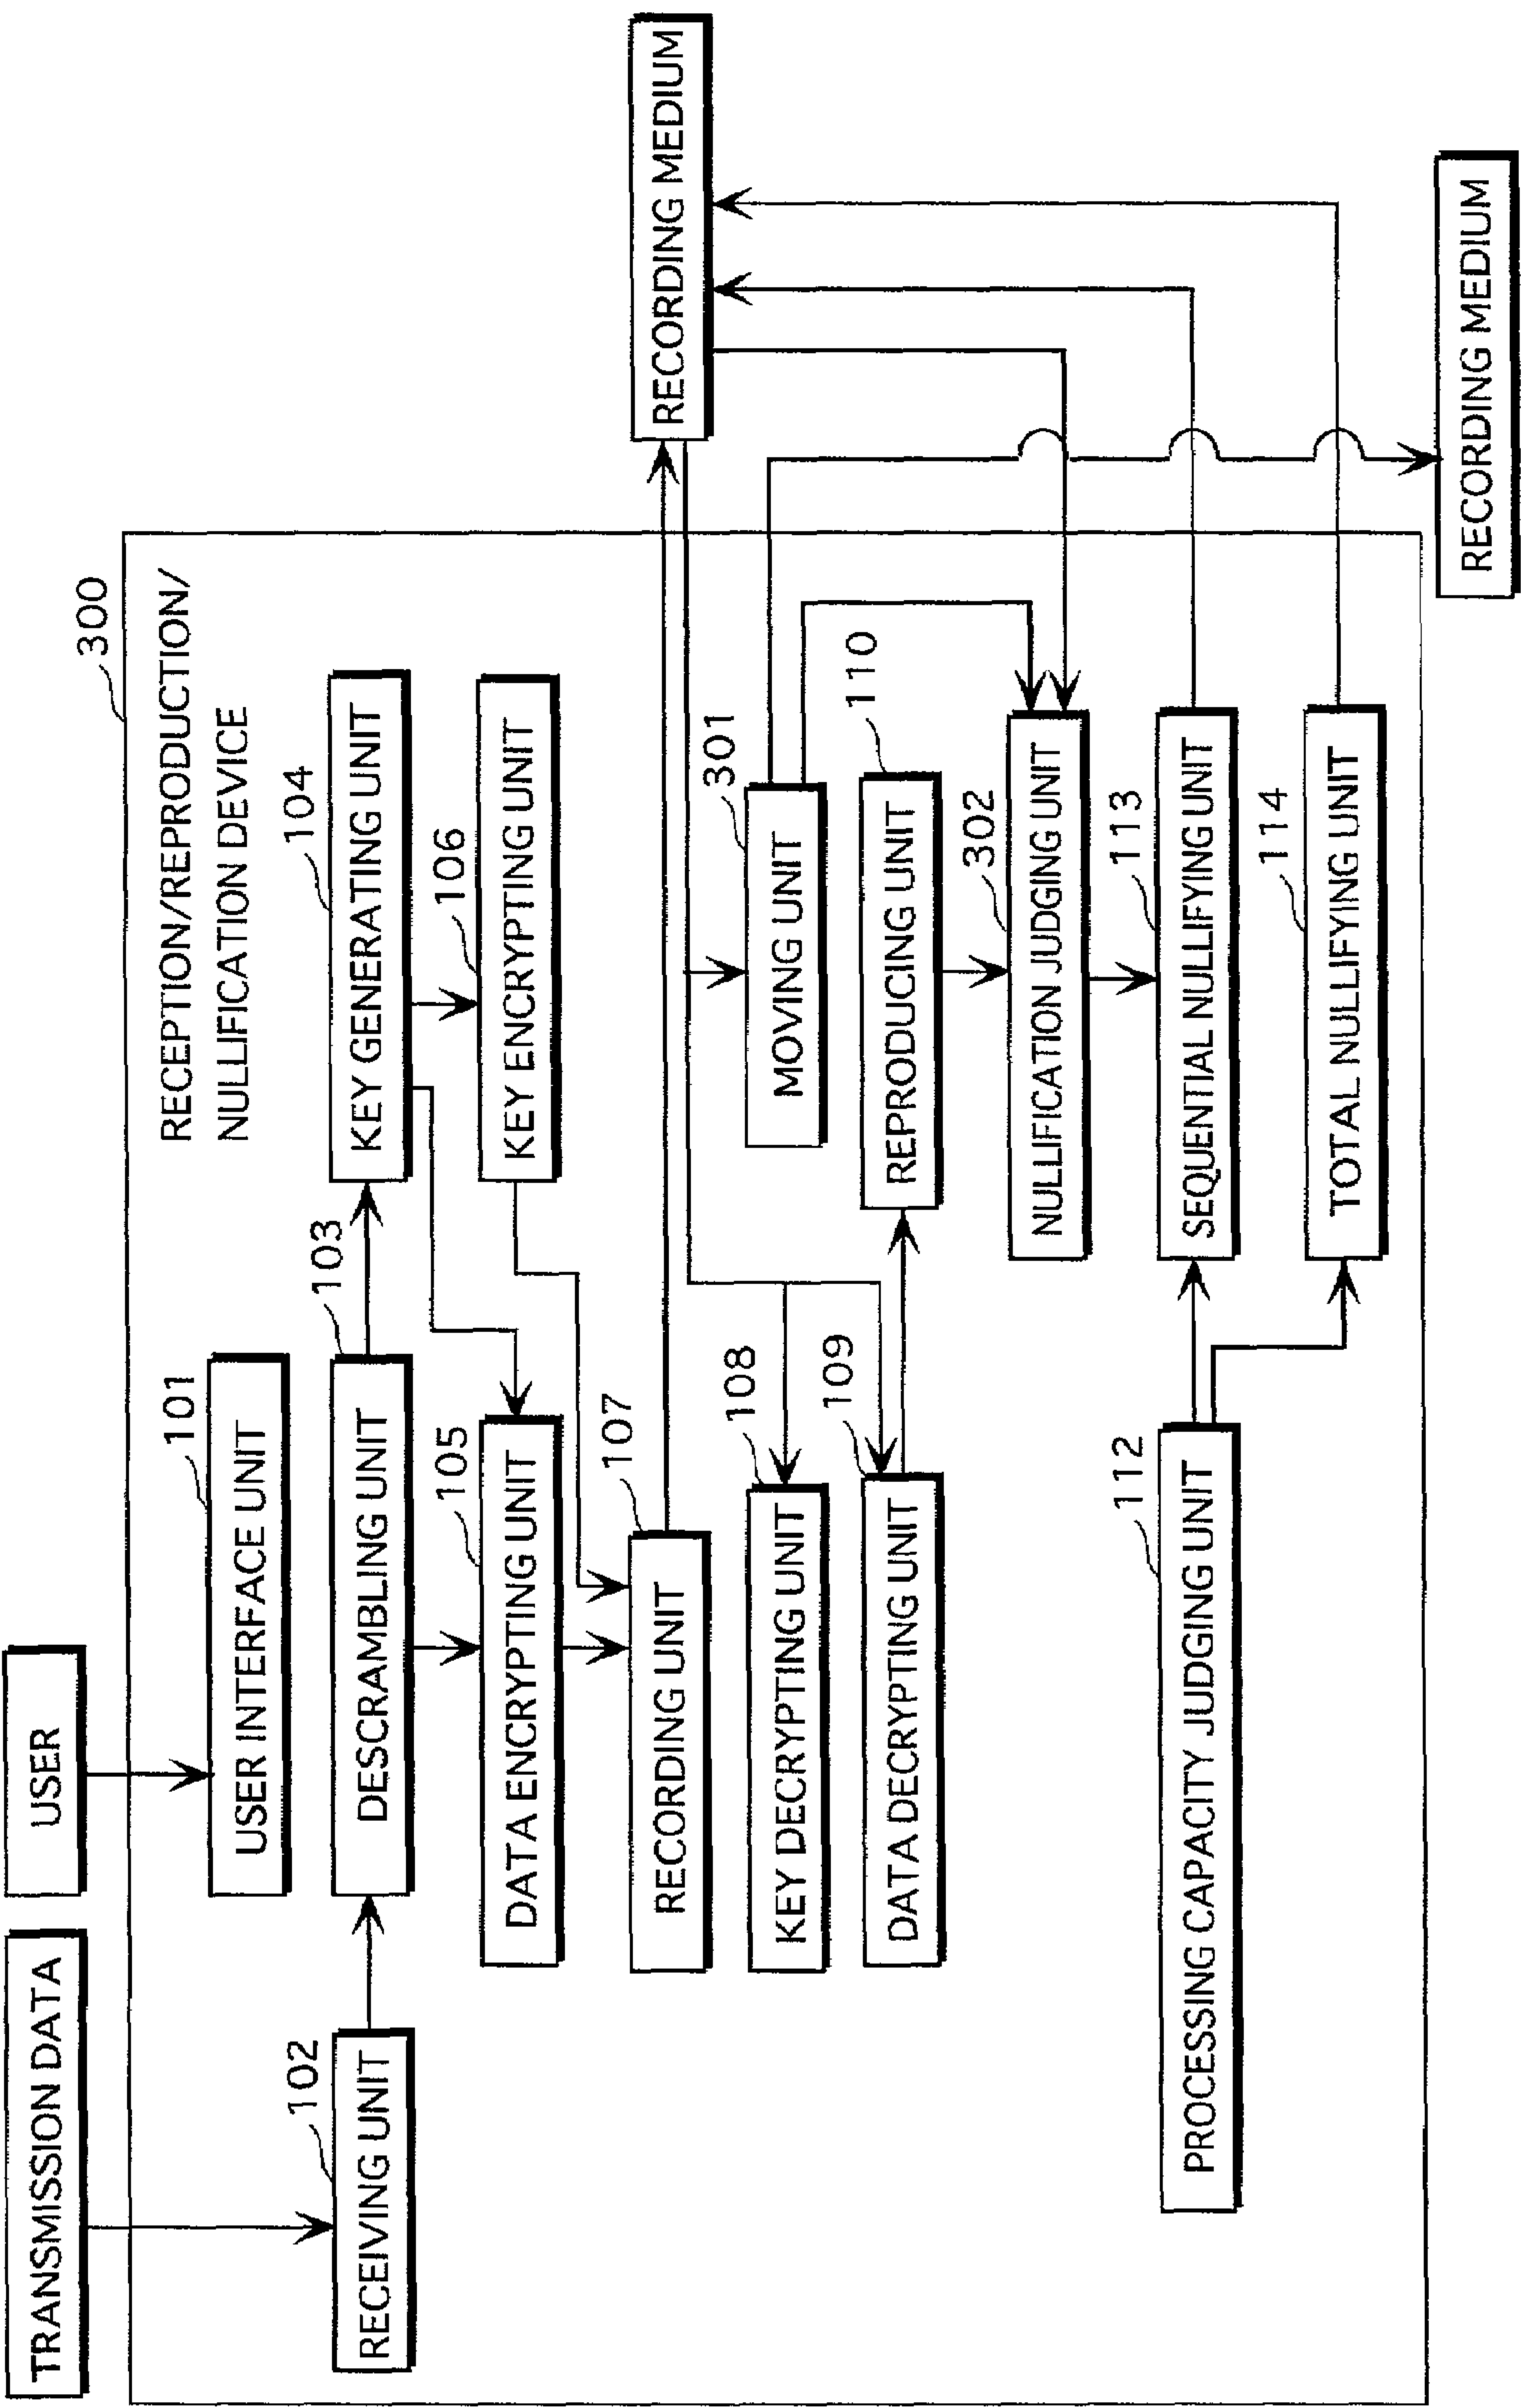 TRANSMISSION DATA
USER
300
RECEPTION/REPRODUCTION/
NULLIFICATION DEVICE
101
USER INTERFACE UNIT
102
RECEIVING UNIT
103
DESCRAMBLING UNIT
104
KEY GENERATING UNIT
105
DATA ENCRYPTING UNIT
106
KEY ENCRYPTING UNIT
107
RECORDING UNIT
RECORDING MEDIUM
108
KEY DECRYPTING UNIT
301
MOVING UNIT
109
DATA DECRYPTING UNIT
110
REPRODUCING UNIT
302
NULLIFICATION JUDGING UNIT
112
PROCESSING CAPACITY JUDGING UNIT
113
SEQUENTIAL NULLIFYING UNIT
114
TOTAL NULLIFYING UNIT
RECORDING MEDIUM